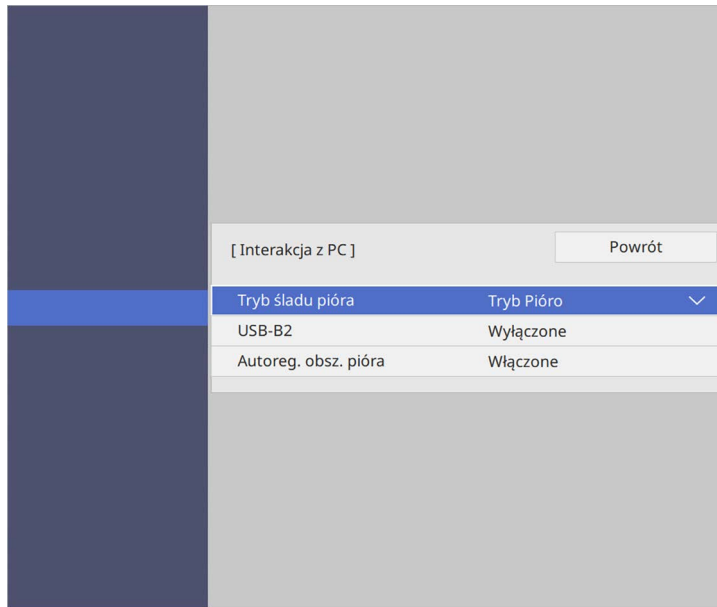 [ Interakcja z PC ] Powrót
Tryb śladu pióra Tryb Pióro
USB-B2 Wyłączone
Autoreg. obsz. pióra Włączone